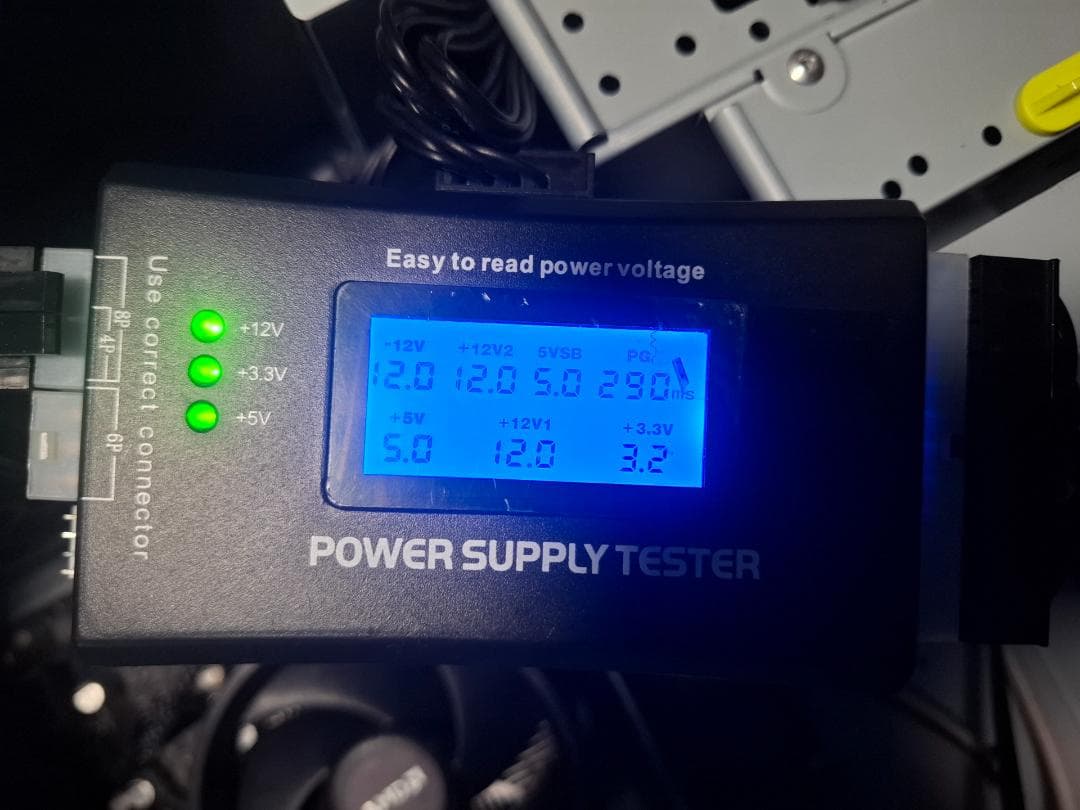 Easy to read power voltage
Use correct connector
8P
4P
6P
+12V
+3.3V
+5V
-12V +12V2 5VSB PG
12.0 12.0 5.0 290ms
+5V +12V1 +3.3V
5.0 12.0 3.2
POWER SUPPLY TESTER
AMD